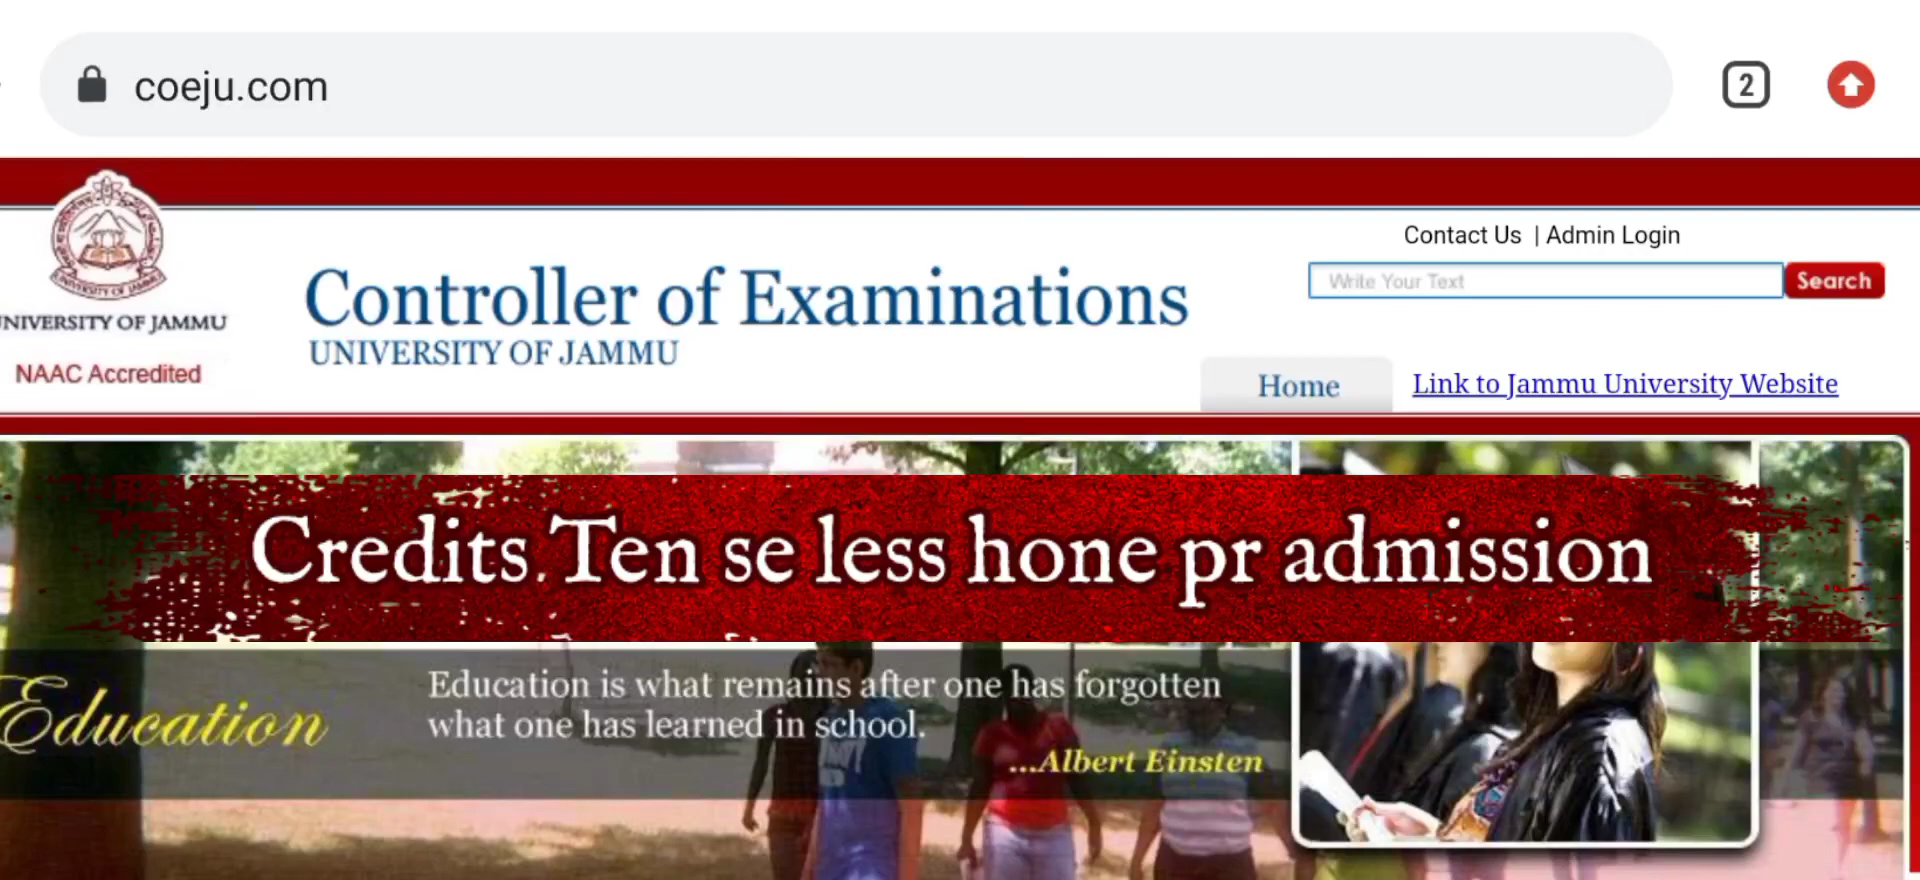 coeju.com
2
Contact Us | Admin Login
Write Your Text
Search
Controller of Examinations
UNIVERSITY OF JAMMU
UNIVERSITY OF JAMMU
NAAC Accredited
Home
Link to Jammu University Website
Credits.Ten se less hone pr admission
Education
Education is what remains after one has forgotten
what one has learned in school.
...Albert Einsten